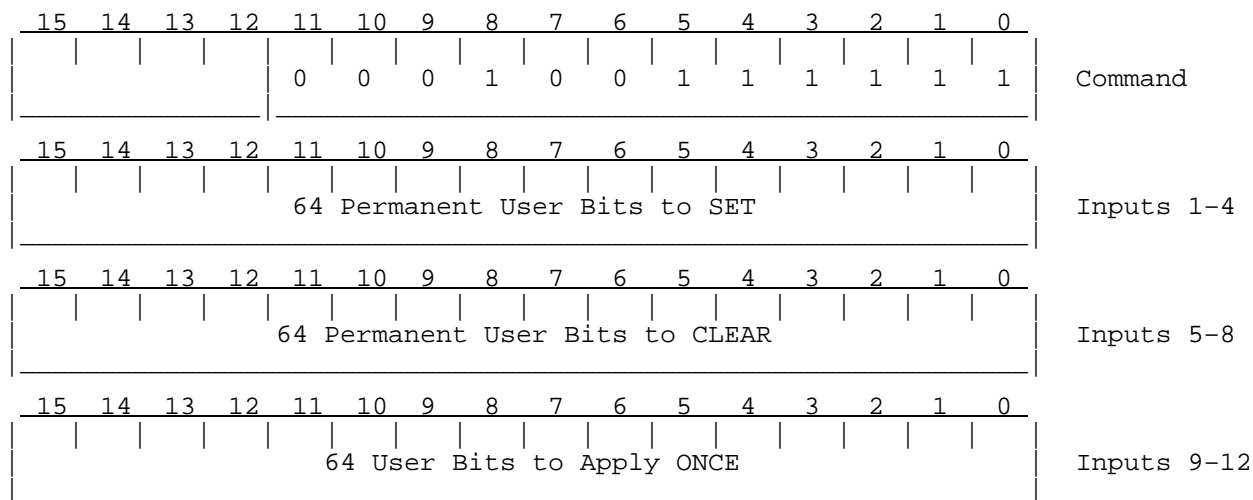 15 14 13 12 11 10 9 8 7 6 5 4 3 2 1 0
0 0 0 1 0 0 1 1 1 1 1 1 Command
15 14 13 12 11 10 9 8 7 6 5 4 3 2 1 0
64 Permanent User Bits to SET Inputs 1-4
15 14 13 12 11 10 9 8 7 6 5 4 3 2 1 0
64 Permanent User Bits to CLEAR Inputs 5-8
15 14 13 12 11 10 9 8 7 6 5 4 3 2 1 0
64 User Bits to Apply ONCE Inputs 9-12